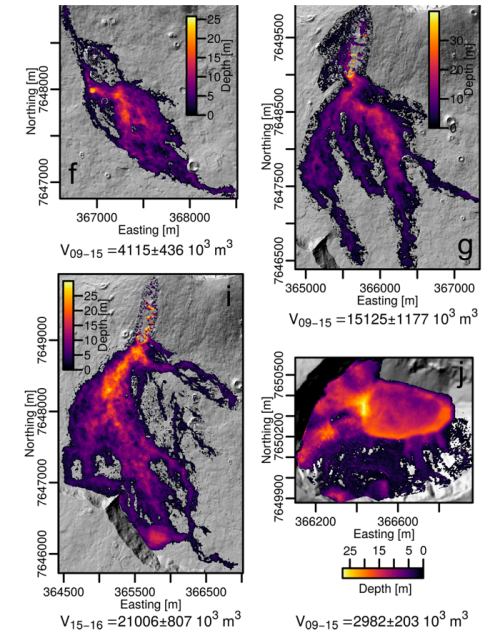 0 5 10 15 20 25
Depth [m]
Northing [m]
7648000
7647000
f
367000 368000
Easting [m]
V09−15 =4115±436 10³ m³
0 10 20 30
Depth [m]
Northing [m]
7649500
7648500
7647500
7646500
g
365000 366000 367000
Easting [m]
V09−15 =15125±1177 10³ m³
0 5 10 15 20 25
Depth [m]
i
Northing [m]
7649000
7648000
7647000
7646000
364500 365500 366500
Easting [m]
V15−16 =21006±807 10³ m³
j
Northing [m]
7650500
7650200
7649900
366200 366600
25 15 5 0
Depth [m]
V09−15 =2982±203 10³ m³